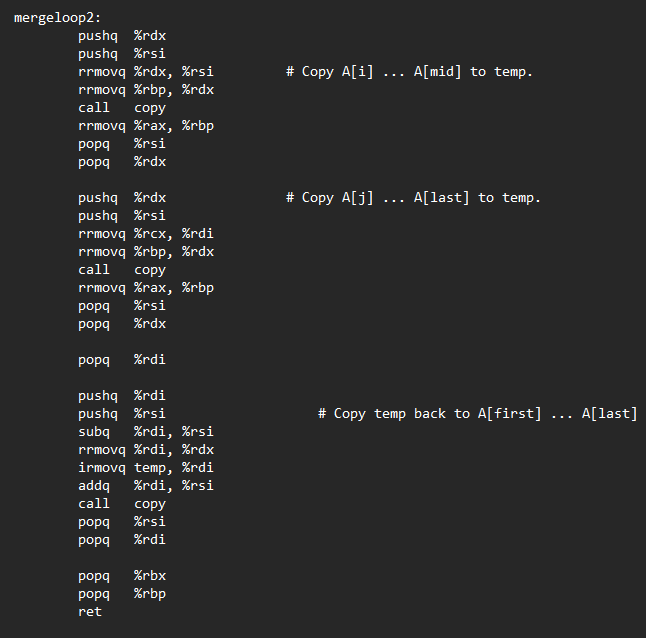 mergeloop2:
        pushq  %rdx
        pushq  %rsi
        rrmovq %rdx, %rsi         # Copy A[i] ... A[mid] to temp.
        rrmovq %rbp, %rdx
        call   copy
        rrmovq %rax, %rbp
        popq   %rsi
        popq   %rdx

        pushq  %rdx               # Copy A[j] ... A[last] to temp.
        pushq  %rsi
        rrmovq %rcx, %rdi
        rrmovq %rbp, %rdx
        call   copy
        rrmovq %rax, %rbp
        popq   %rsi
        popq   %rdx

        popq   %rdi

        pushq  %rdi
        pushq  %rsi                   # Copy temp back to A[first] ... A[last]
        subq   %rdi, %rsi
        rrmovq %rdi, %rdx
        irmovq temp, %rdi
        addq   %rdi, %rsi
        call   copy
        popq   %rsi
        popq   %rdi

        popq   %rbx
        popq   %rbp
        ret